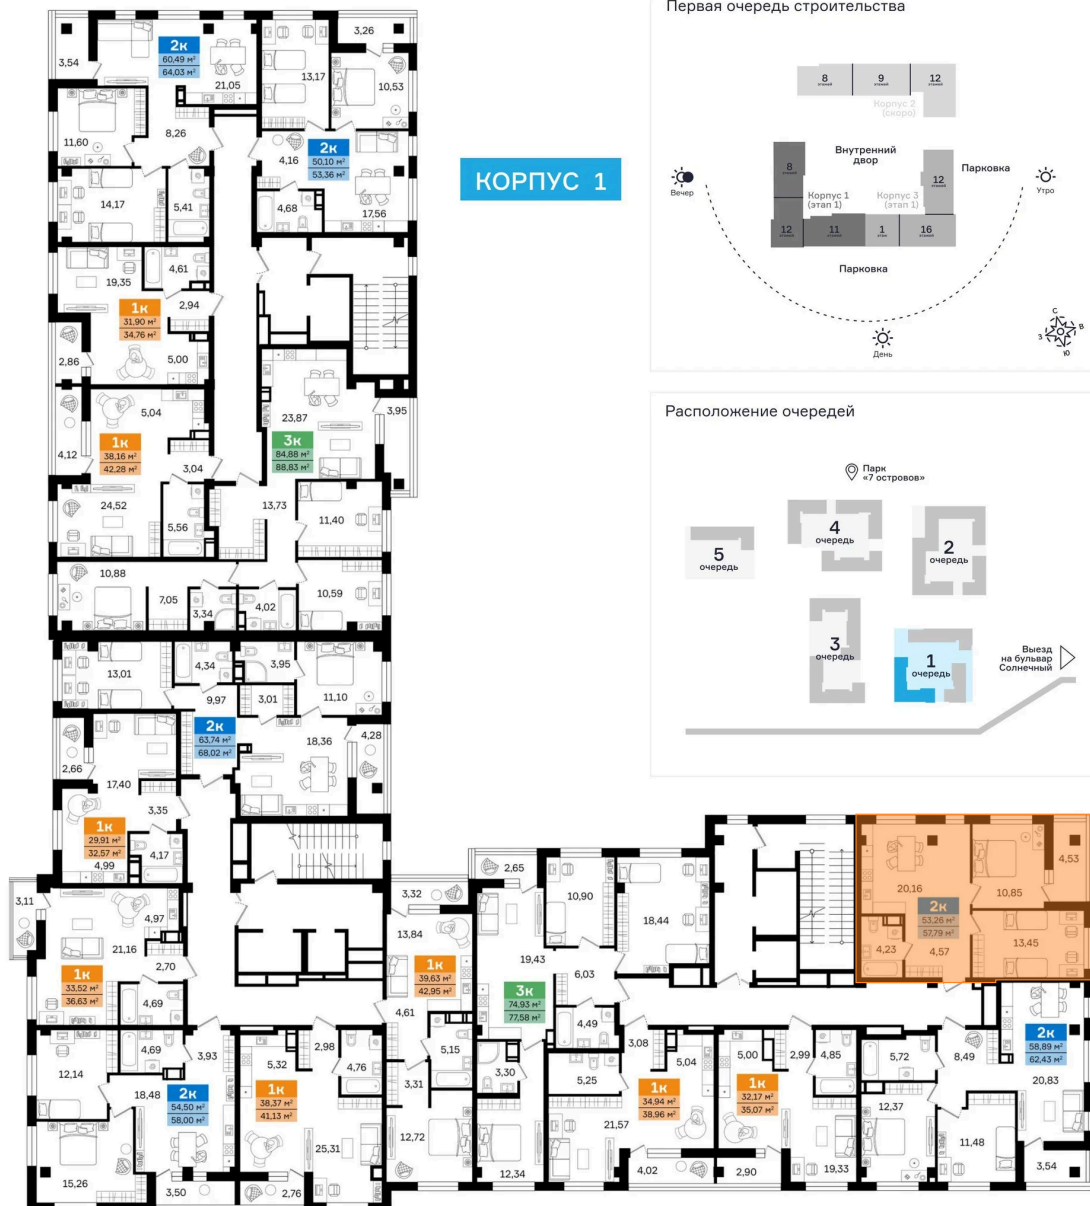 Первая очередь строительства
8
этажей
9
этажей
12
этажей
Корпус 2
(скоро)
Внутренний
двор
8
этажей
12
этажей
Парковка
Вечер
Утро
Корпус 1
(этап 1)
Корпус 3
(этап 1)
12
этажей
11
этажей
1
этаж
16
этажей
Парковка
День
С
В
З
Ю
КОРПУС 1
Расположение очередей
Парк
«7 островов»
4
очередь
2
очередь
5
очередь
3
очередь
1
очередь
Выезд
на бульвар
Солнечный
3,54
2к
60,49 м²
64,03 м²
21,05
11,60
8,26
14,17
5,41
3,26
13,17
10,53
4,16
2к
50,10 м²
53,36 м²
4,68
17,56
4,61
19,35
2,94
1к
31,90 м²
34,76 м²
2,86
5,00
5,04
4,12
1к
38,16 м²
42,28 м²
3,04
24,52
5,56
23,87
3,95
3к
84,88 м²
88,83 м²
13,73
11,40
10,88
7,05
3,34
4,02
10,59
13,01
4,34
3,95
9,97
3,01
11,10
2к
63,74 м²
68,02 м²
18,36
4,28
2,66
17,40
3,35
1к
29,91 м²
32,57 м²
4,17
4,99
3,11
4,97
21,16
2,70
1к
33,52 м²
36,63 м²
4,69
12,14
4,69
3,93
18,48
2к
54,50 м²
58,00 м²
15,26
3,50
5,32
2,98
4,76
1к
38,37 м²
41,13 м²
25,31
2,76
3,32
13,84
1к
39,63 м²
42,95 м²
4,61
5,15
3,31
12,72
2,65
10,90
18,44
19,43
6,03
3к
74,93 м²
77,58 м²
4,49
3,30
12,34
3,08
5,04
5,25
1к
34,94 м²
38,96 м²
21,57
4,02
5,00
2,99
4,85
1к
32,17 м²
35,07 м²
2,90
19,33
20,16
10,85
4,53
2к
53,26 м²
57,79 м²
4,23
4,57
13,45
5,72
8,49
2к
58,89 м²
62,43 м²
20,83
12,37
11,48
3,54